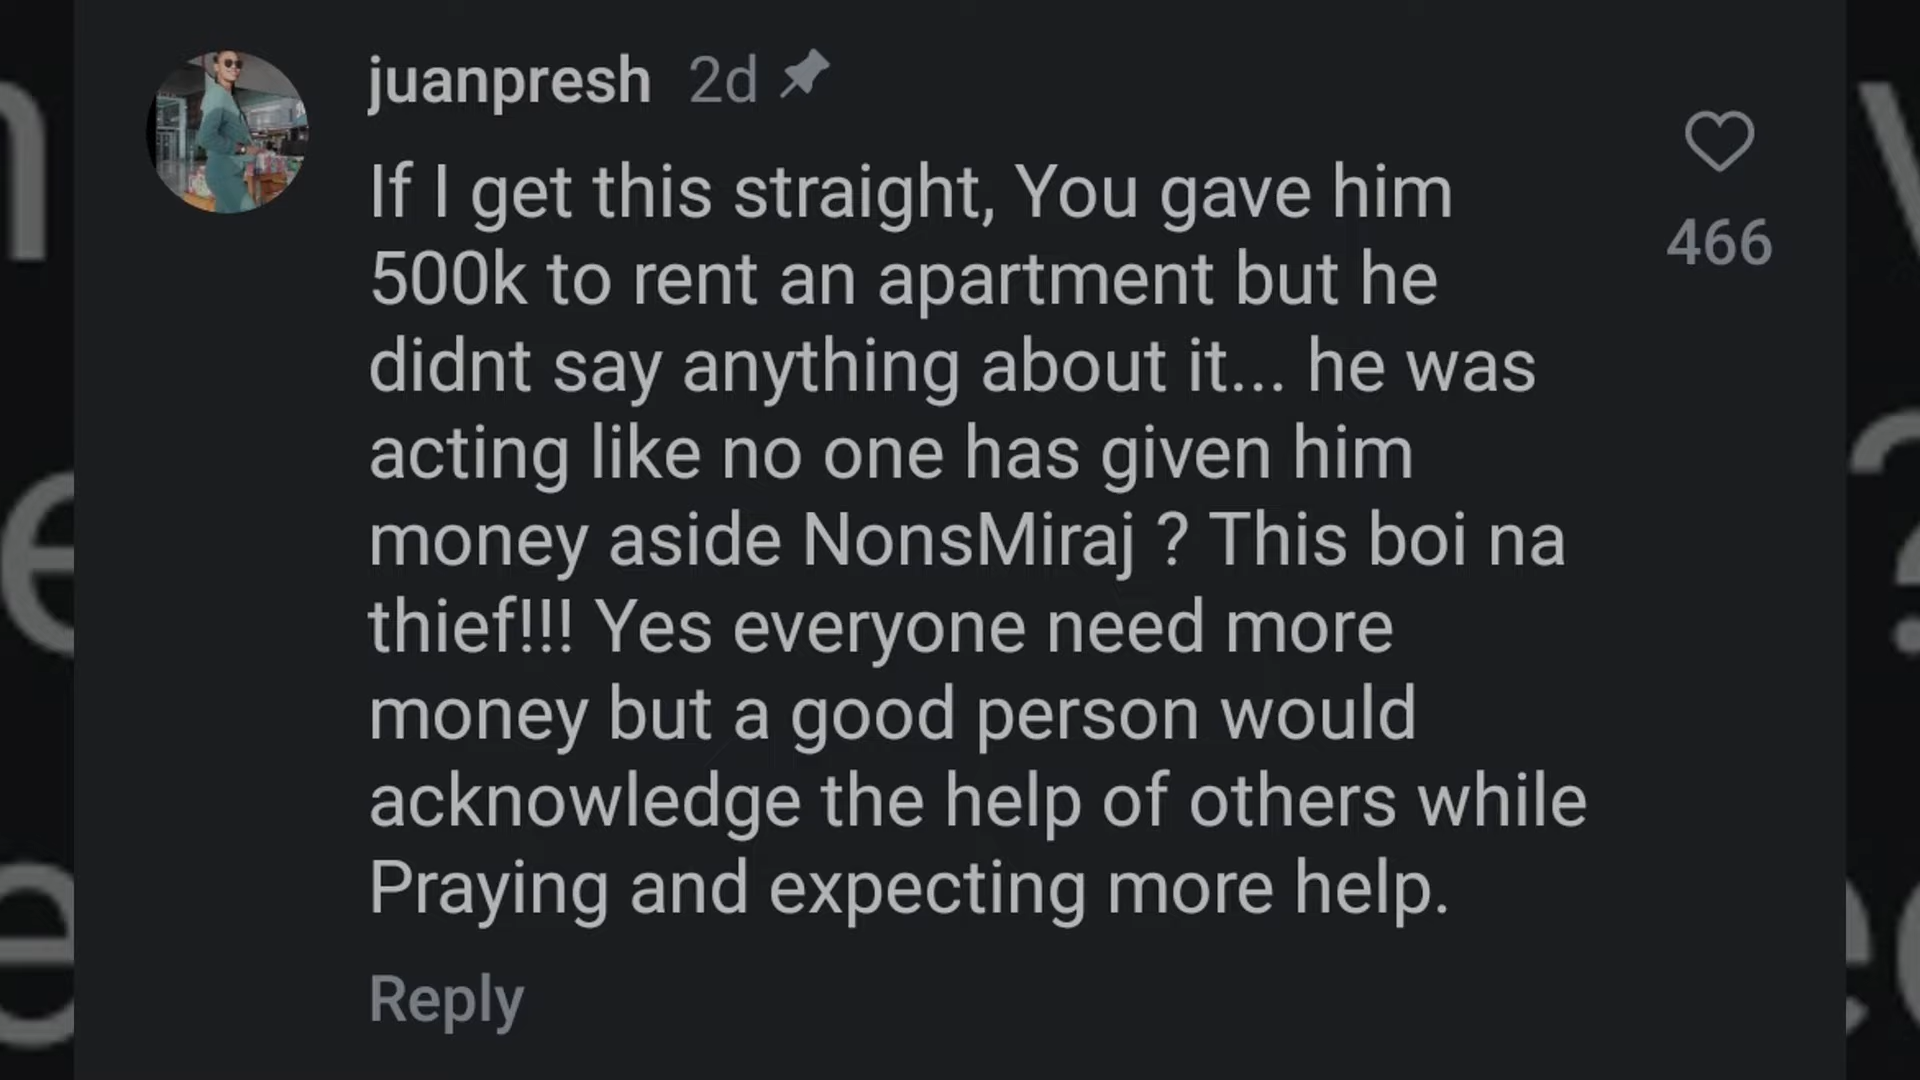 juanpresh 2d
466
If I get this straight, You gave him
500k to rent an apartment but he
didnt say anything about it... he was
acting like no one has given him
money aside NonsMiraj ? This boi na
thief!!! Yes everyone need more
money but a good person would
acknowledge the help of others while
Praying and expecting more help.
Reply